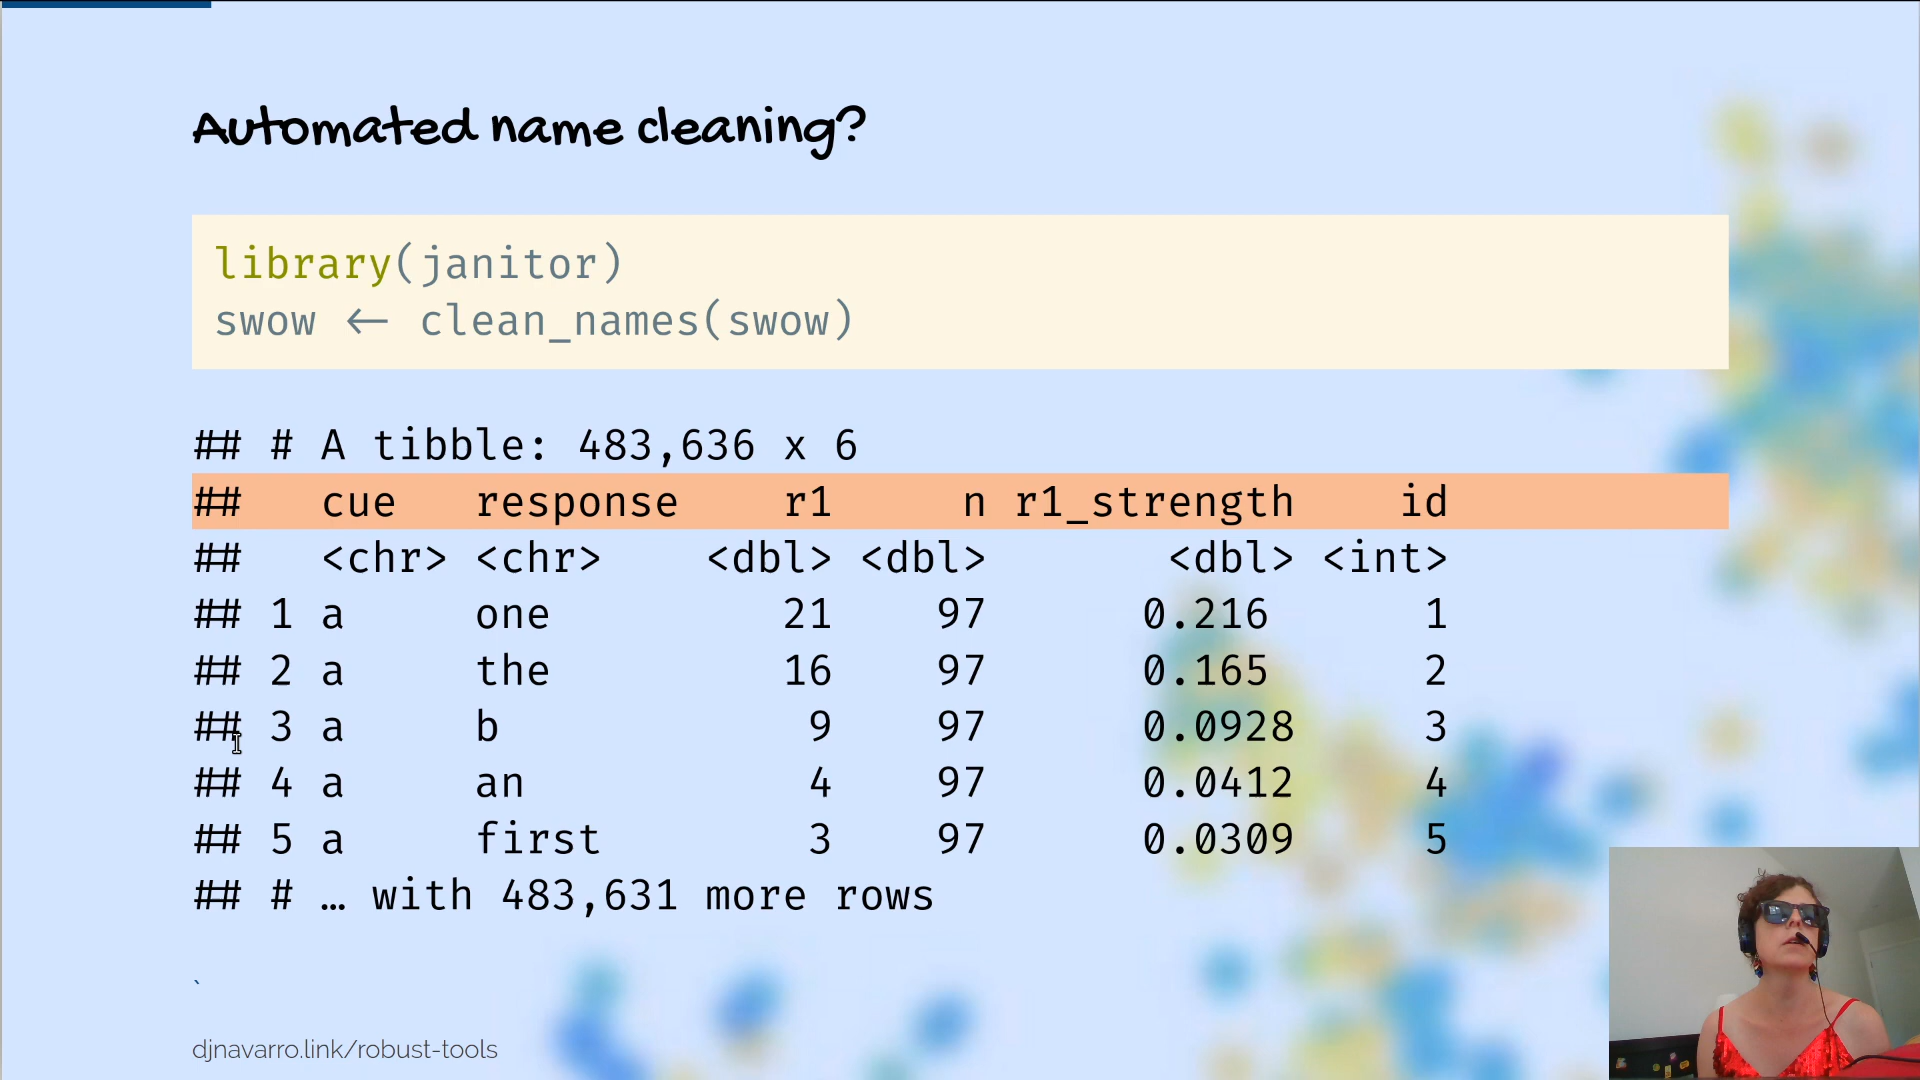 Automated name cleaning?
library(janitor)
swow ← clean_names(swow)
## # A tibble: 483,636 x 6
## cue response r1 n r1_strength id
## <chr> <chr> <dbl> <dbl> <dbl> <int>
## 1 a one 21 97 0.216 1
## 2 a the 16 97 0.165 2
## 3 a b 9 97 0.0928 3
## 4 a an 4 97 0.0412 4
## 5 a first 3 97 0.0309 5
## # … with 483,631 more rows
`
djnavarro.link/robust-tools